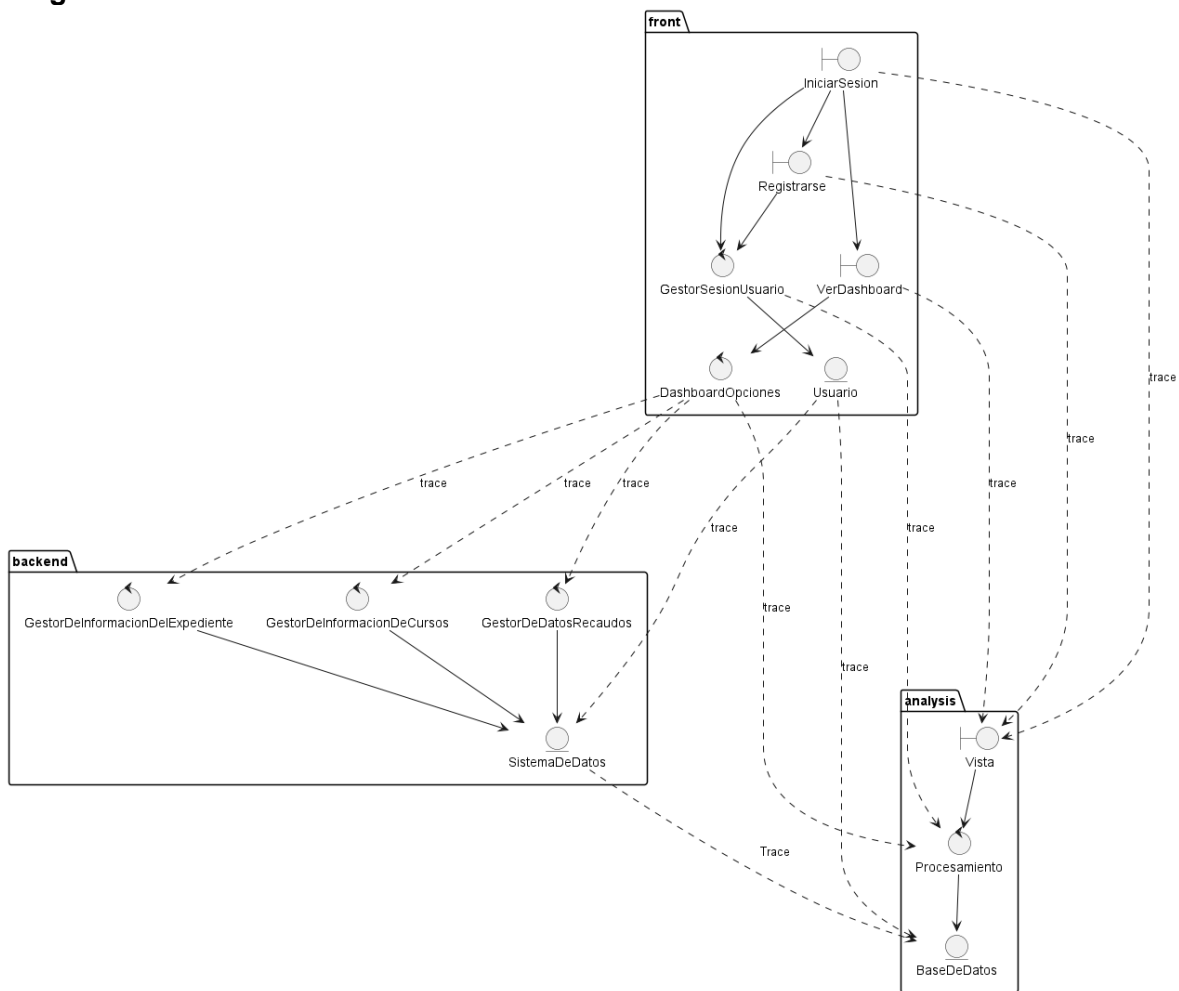 front
IniciarSesion
Registrarse
GestorSesionUsuario
VerDashboard
trace
DashboardOpciones
Usuario
trace
trace
trace
trace
trace
trace
trace
backend
GestorDeInformacionDelExpediente
GestorDeInformacionDeCursos
GestorDeDatosRecaudos
trace
trace
analysis
SistemaDeDatos
Vista
Trace
Procesamiento
BaseDeDatos